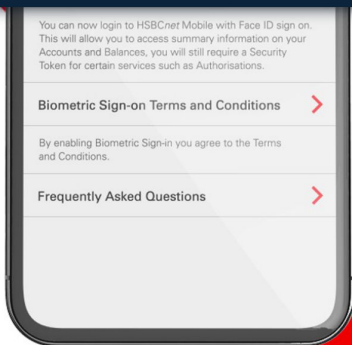 You can now login to HSBCnet Mobile with Face ID sign on.
This will allow you to access summary information on your
Accounts and Balances, you will still require a Security
Token for certain services such as Authorisations.
Biometric Sign-on Terms and Conditions
By enabling Biometric Sign-in you agree to the Terms
and Conditions.
Frequently Asked Questions